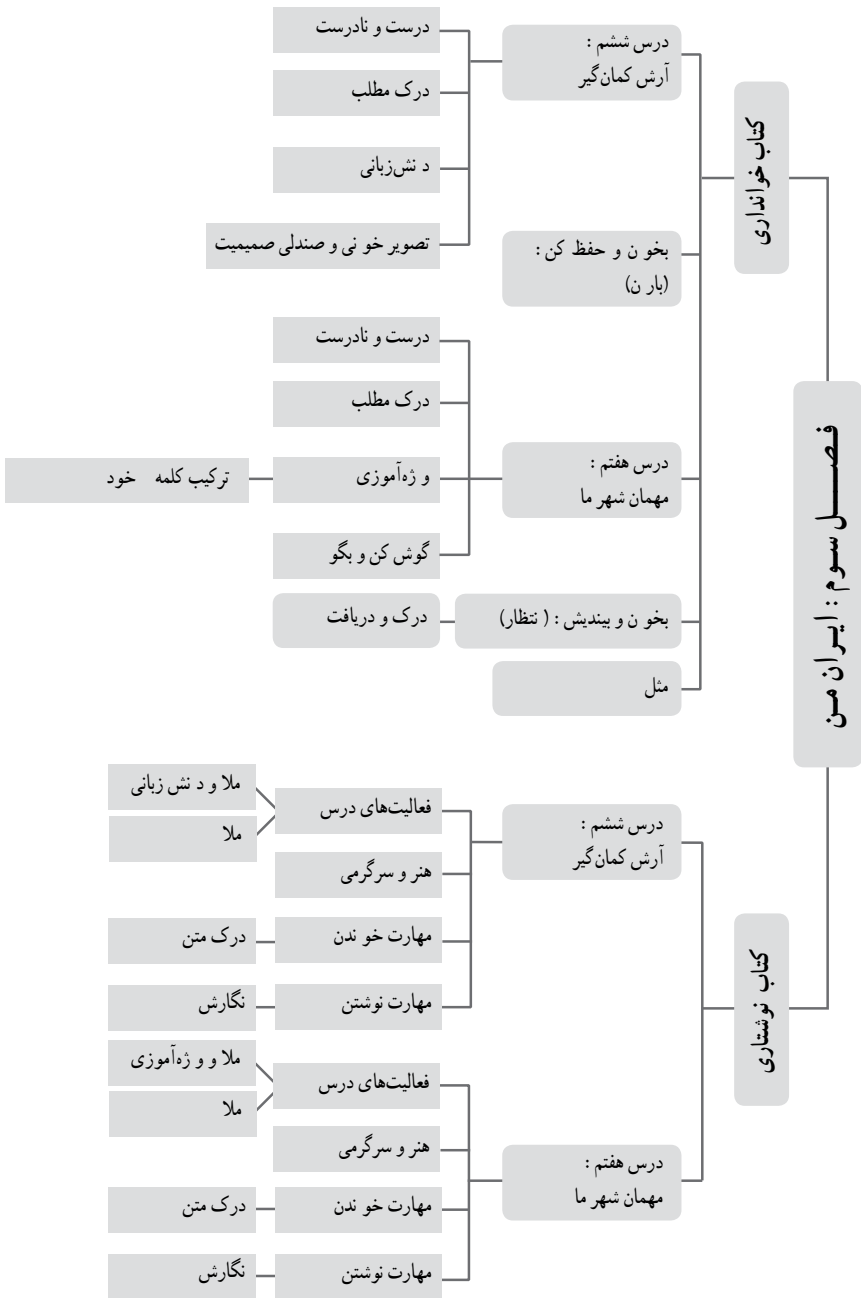 فصل سوم : ایران من
کتاب خوانداری
درس ششم :
آرش کمان‌گیر
درست و نادرست
درک مطلب
د نش‌زبانی
تصویر خو نی و صندلی صمیمیت
بخو ن و حفظ کن :
(بار ن)
درس هفتم :
مهمان شهر ما
درست و نادرست
درک مطلب
و ژه‌آموزی
ترکیب کلمه خود
گوش کن و بگو
بخو ن و بیندیش : ( نتظار)
درک و دریافت
مثل
کتاب نوشتاری
درس ششم :
آرش کمان‌گیر
فعالیت‌های درس
ملا و د نش زبانی
ملا
هنر و سرگرمی
مهارت خو ندن
درک متن
مهارت نوشتن
نگارش
درس هفتم :
مهمان شهر ما
فعالیت‌های درس
ملا و و ژه‌آموزی
ملا
هنر و سرگرمی
مهارت خو ندن
درک متن
مهارت نوشتن
نگارش